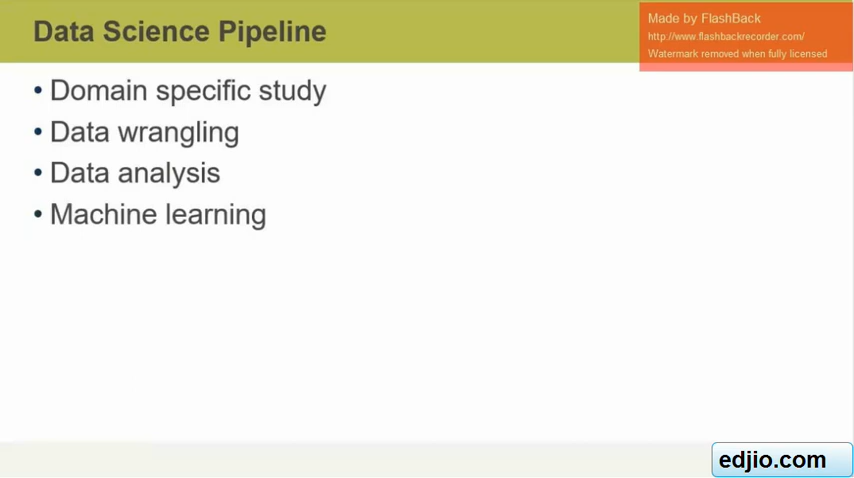 Data Science Pipeline
Made by FlashBack
http://www.flashbackrecorder.com/
Watermark removed when fully licensed
• Domain specific study
• Data wrangling
• Data analysis
• Machine learning
edjio.com